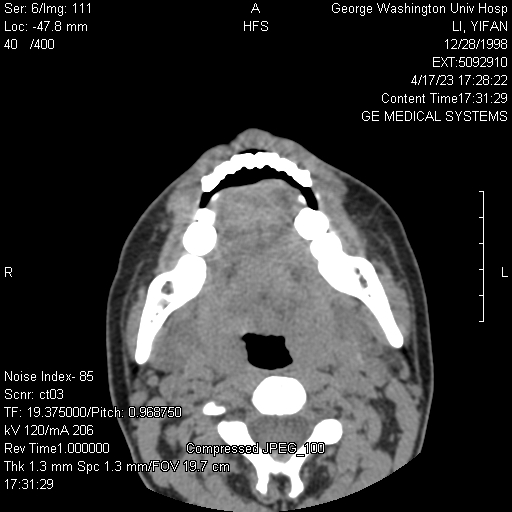 Ser: 6/Img: 111
Loc: -47.8 mm
40 /400
A
HFS
George Washington Univ Hosp
LI, YIFAN
12/28/1998
EXT:5092910
4/17/23 17:28:22
Content Time17:31:29
GE MEDICAL SYSTEMS
R
L
Noise Index- 85
Scnr: ct03
TF: 19.375000/Pitch: 0.968750
kV 120/mA 206
Rev Time1.000000
Compressed JPEG_100
Thk 1.3 mm Spc 1.3 mm/FOV 19.7 cm
17:31:29